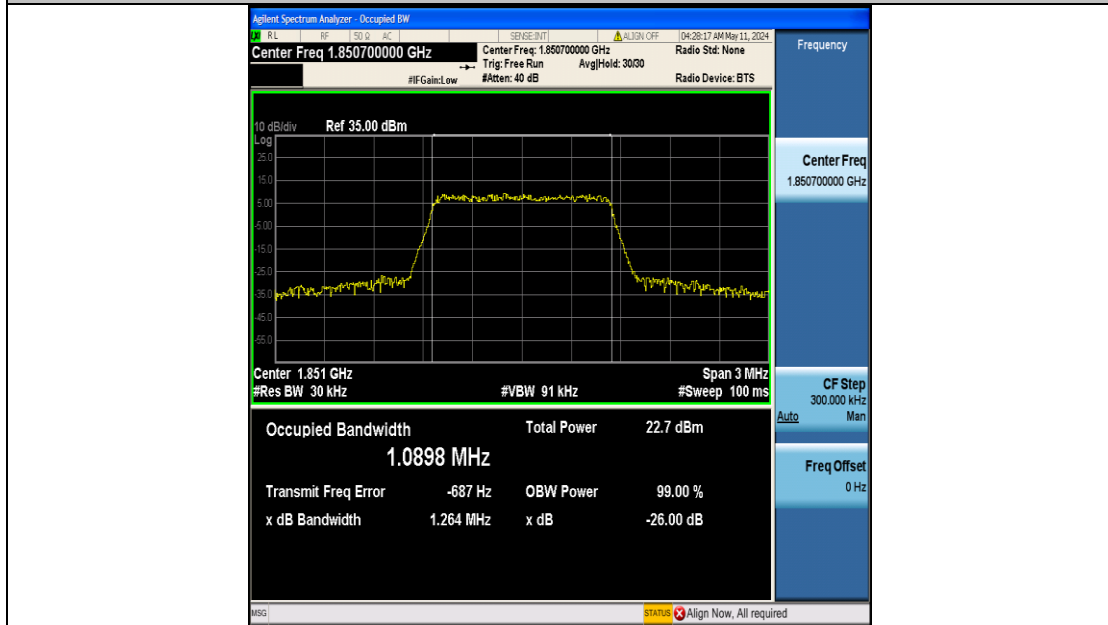 Agilent Spectrum Analyzer - Occupied BW
RL RF 50 Ω AC SENSE:INT ALIGN OFF 04:28:17 AM May 11, 2024
Center Freq 1.850700000 GHz
Center Freq: 1.850700000 GHz
Radio Std: None
Trig: Free Run Avg|Hold: 30/30
#IFGain:Low
#Atten: 40 dB
Radio Device: BTS
10 dB/div Ref 35.00 dBm
Log
25.0
15.0
5.00
-5.00
-15.0
-25.0
-35.0
-45.0
-55.0
Center 1.851 GHz Span 3 MHz
#Res BW 30 kHz #VBW 91 kHz #Sweep 100 ms
Occupied Bandwidth Total Power 22.7 dBm
1.0898 MHz
Transmit Freq Error -687 Hz OBW Power 99.00 %
x dB Bandwidth 1.264 MHz x dB -26.00 dB
Frequency
Center Freq
1.850700000 GHz
CF Step
300.000 kHz
Auto Man
Freq Offset
0 Hz
MSG STATUS Align Now, All required